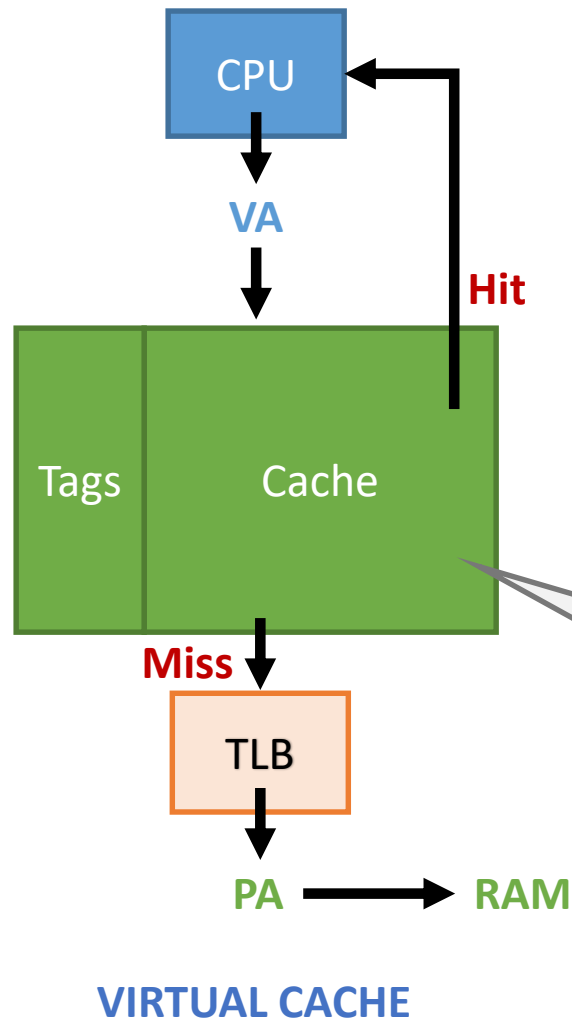 CPU
VA
Hit
Tags
Cache
Miss
TLB
PA
RAM
VIRTUAL CACHE